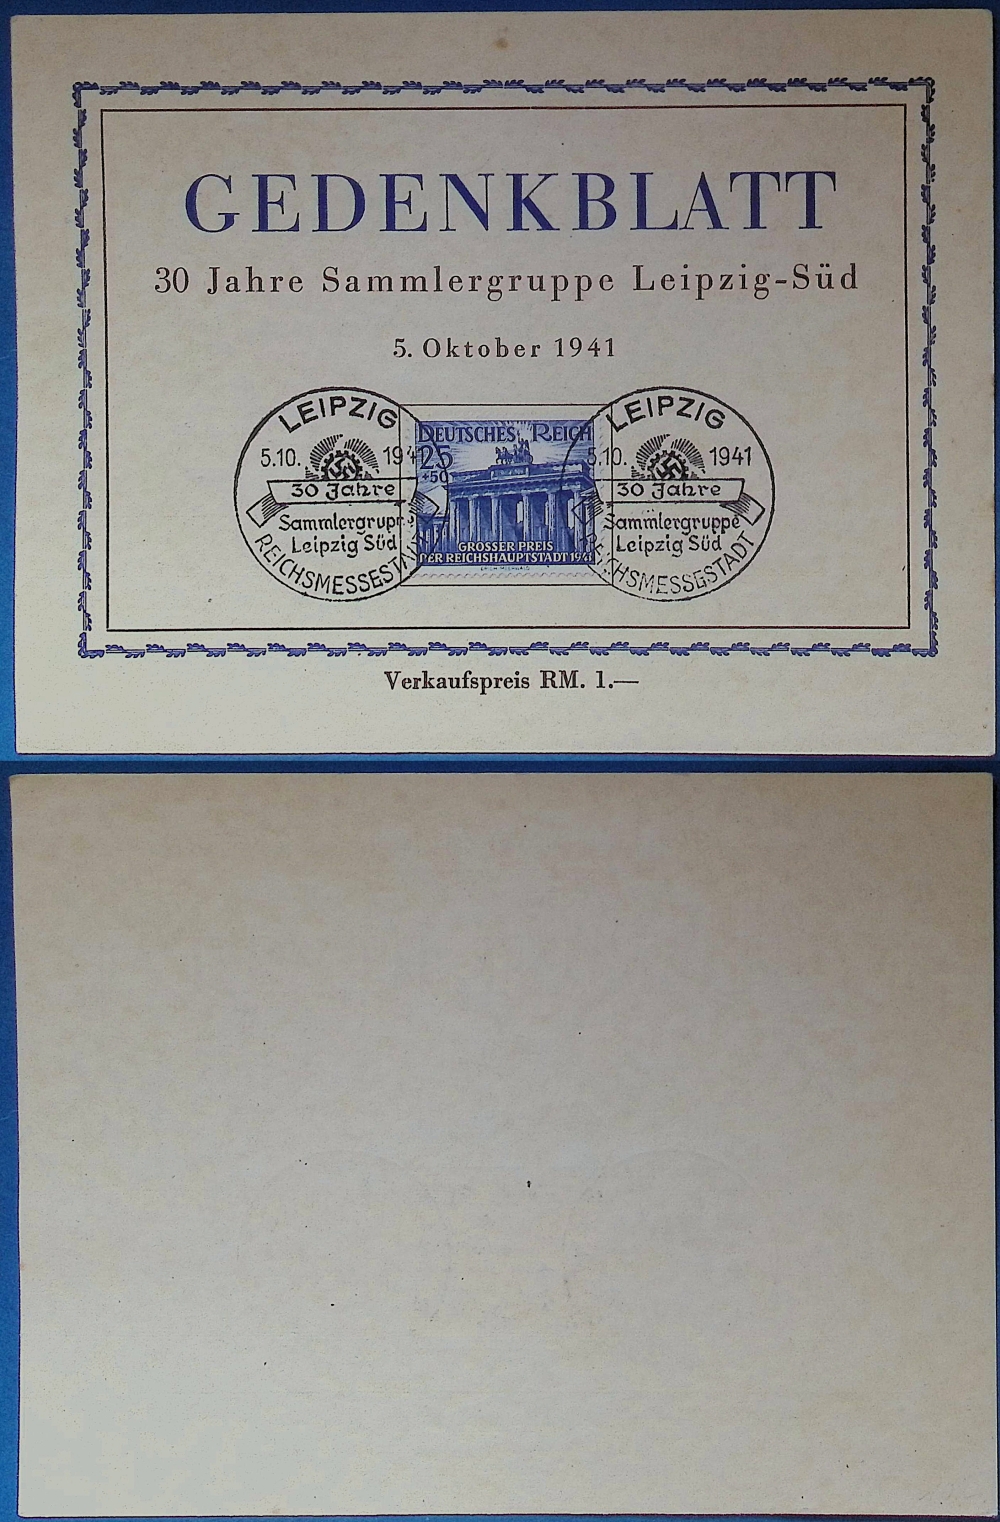 GEDENKBLATT
30 Jahre Sammlergruppe Leipzig-Süd
5. Oktober 1941
LEIPZIG
5.10. 1941
30 Jahre
Sammlergruppe
Leipzig Süd
REICHSMESSESTADT
DEUTSCHES REICH
25
+50
GROSSER PREIS
DER REICHSHAUPTSTADT 1941
LEIPZIG
5.10. 1941
30 Jahre
Sammlergruppe
Leipzig Süd
REICHSMESSESTADT
Verkaufspreis RM. 1.—